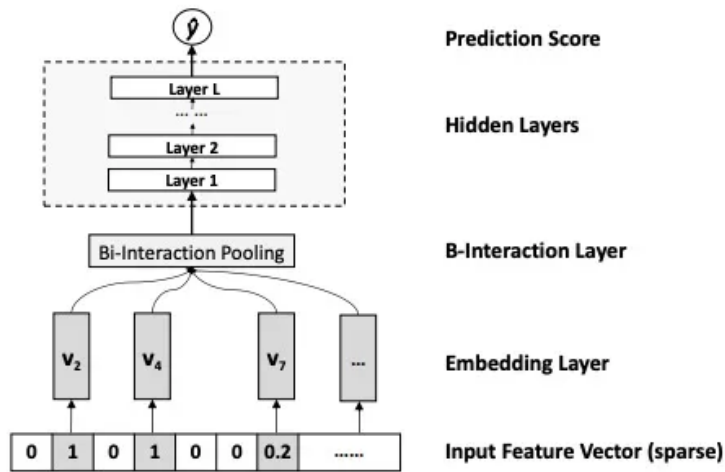 ŷ
Prediction Score
Layer L
... ...
Layer 2
Layer 1
Hidden Layers
Bi-Interaction Pooling
B-Interaction Layer
v2 v4 v7 ...
Embedding Layer
0 1 0 1 0 0 0.2 ......
Input Feature Vector (sparse)